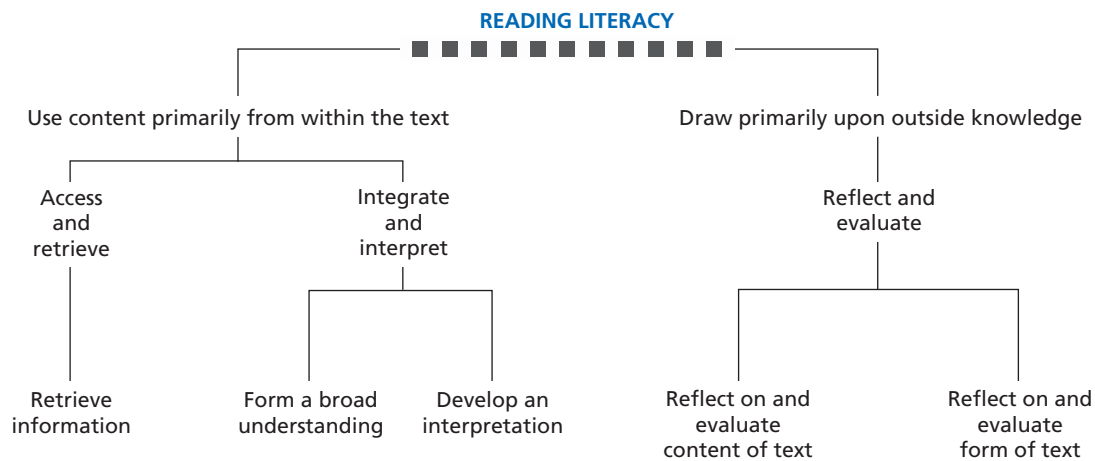 READING LITERACY
Use content primarily from within the text
Draw primarily upon outside knowledge
Access
and
retrieve
Integrate
and
interpret
Reflect and
evaluate
Retrieve
information
Form a broad
understanding
Develop an
interpretation
Reflect on and
evaluate
content of text
Reflect on and
evaluate
form of text